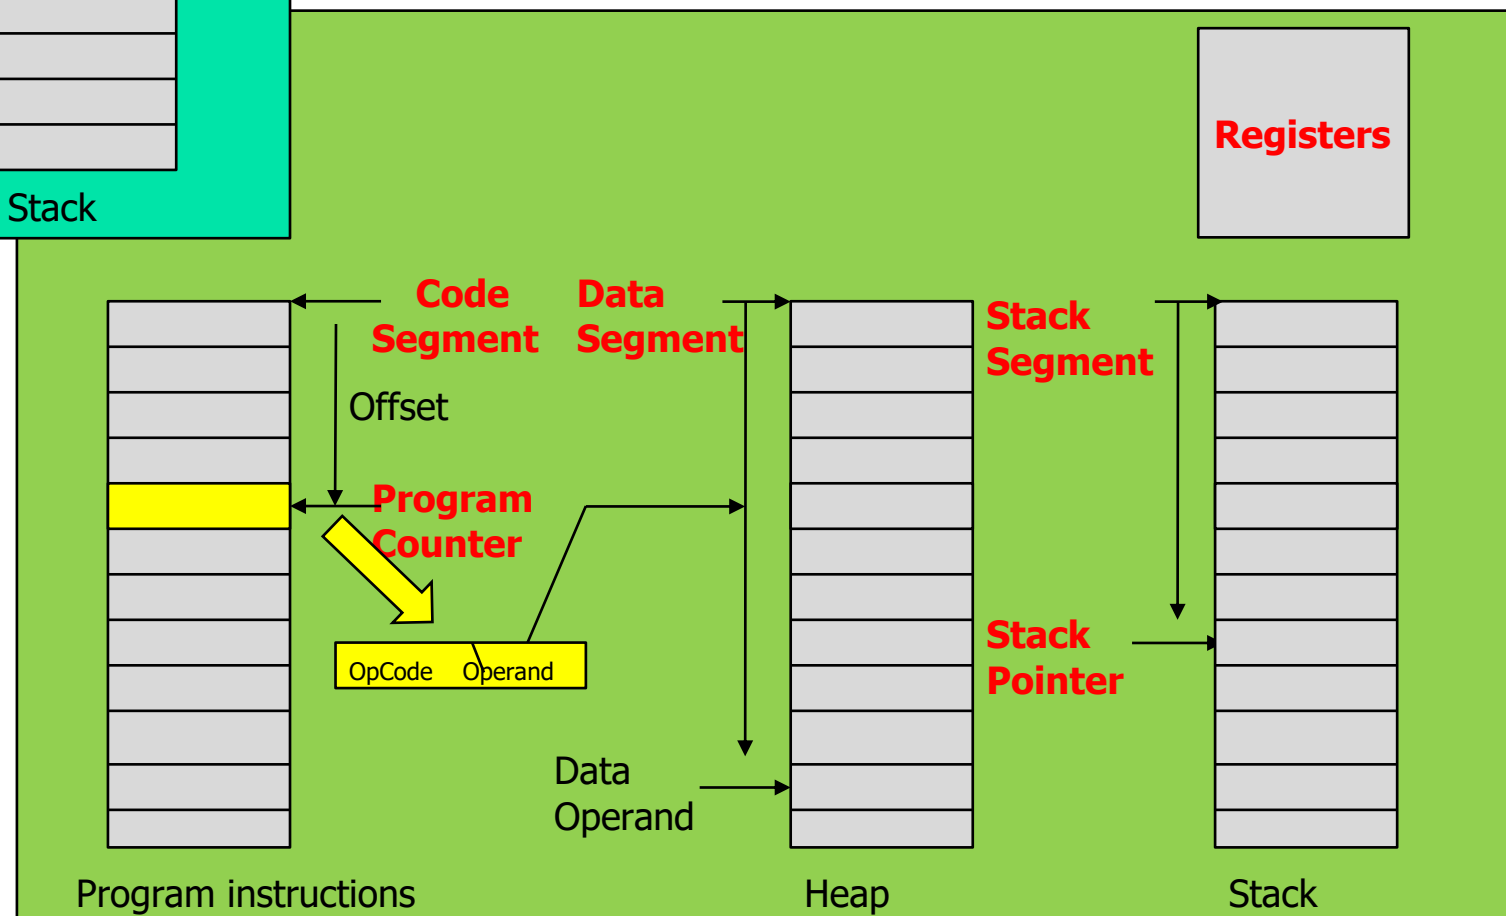 Stack
Registers
Code
Segment
Data
Segment
Stack
Segment
Offset
Program
Counter
OpCode
Operand
Stack
Pointer
Data
Operand
Program instructions
Heap
Stack